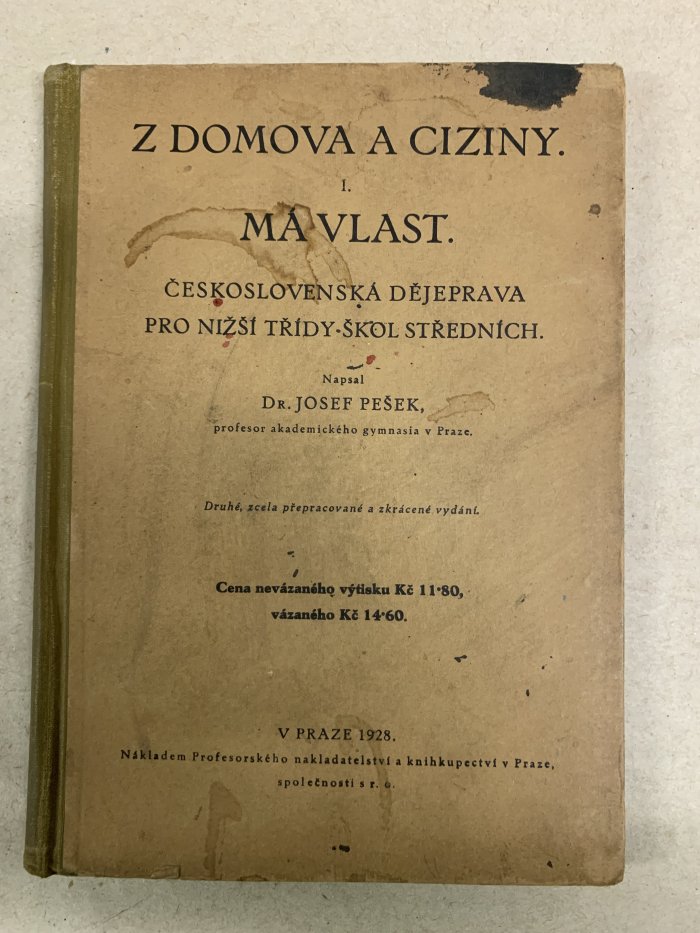 Z DOMOVA A CIZINY.
I.
MÁ VLAST.
ČESKOSLOVENSKÁ DĚJEPRAVA
PRO NIŽŠÍ TŘÍDY ŠKOL STŘEDNÍCH.
Napsal
DR. JOSEF PEŠEK,
profesor akademického gymnasia v Praze.
Druhé, zcela přepracované a zkrácené vydání.
Cena nevázaného výtisku Kč 11·80,
vázaného Kč 14·60.
V PRAZE 1928.
Nákladem Profesorského nakladatelství a knihkupectví v Praze,
společnosti s r. o.